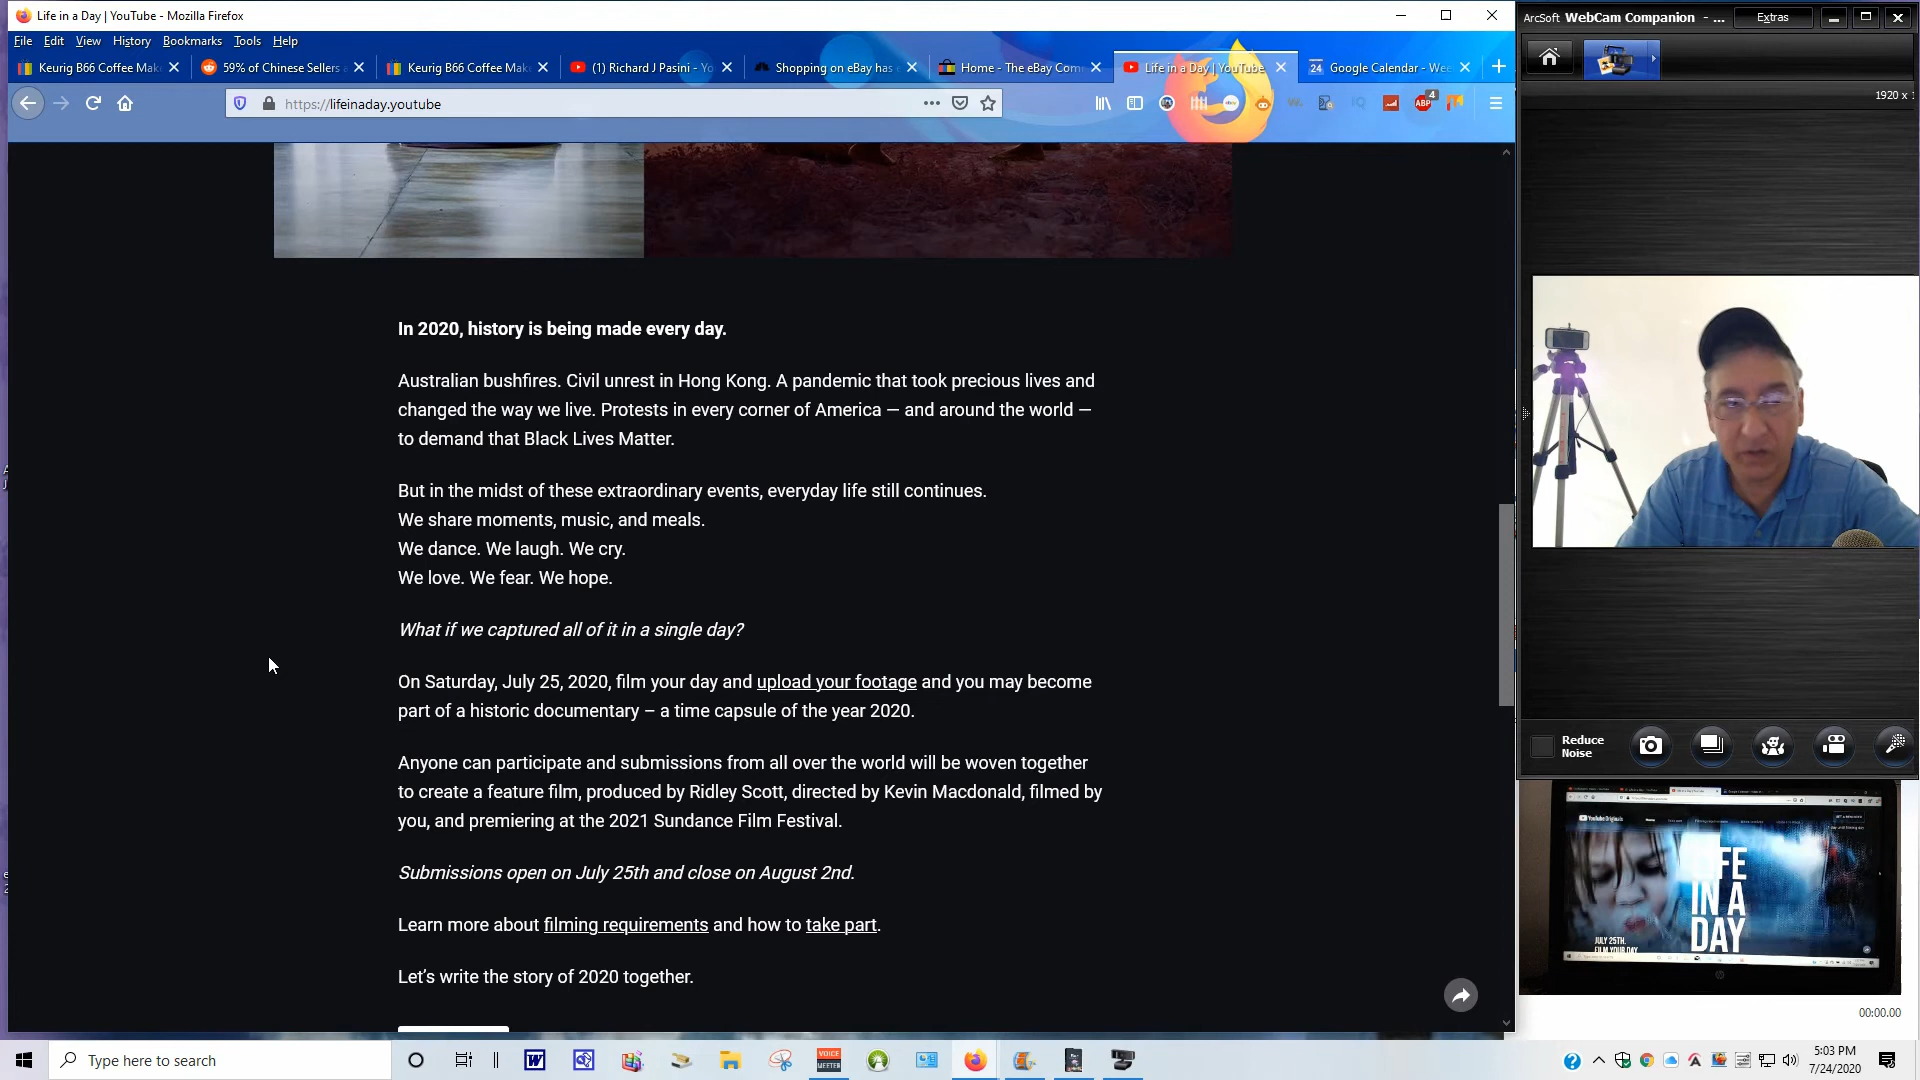 Life in a Day | YouTube - Mozilla Firefox
File Edit View History Bookmarks Tools Help
Keurig B66 Coffee Mak
59% of Chinese Sellers a
Keurig B66 Coffee Mak
(1) Richard J Pasini - Yo
Shopping on eBay has
Home - The eBay Com
Life in a Day | YouTube
24 Google Calendar - Wee
https://lifeinaday.youtube
ABP 4
In 2020, history is being made every day.
Australian bushfires. Civil unrest in Hong Kong. A pandemic that took precious lives and
changed the way we live. Protests in every corner of America — and around the world —
to demand that Black Lives Matter.
But in the midst of these extraordinary events, everyday life still continues.
We share moments, music, and meals.
We dance. We laugh. We cry.
We love. We fear. We hope.
What if we captured all of it in a single day?
On Saturday, July 25, 2020, film your day and upload your footage and you may become
part of a historic documentary – a time capsule of the year 2020.
Anyone can participate and submissions from all over the world will be woven together
to create a feature film, produced by Ridley Scott, directed by Kevin Macdonald, filmed by
you, and premiering at the 2021 Sundance Film Festival.
Submissions open on July 25th and close on August 2nd.
Learn more about filming requirements and how to take part.
Let's write the story of 2020 together.
ArcSoft WebCam Companion - ...
Extras
1920 x
Reduce
Noise
YouTube Originals
LIFE
IN A
DAY
JULY 25TH.
FILM YOUR DAY
00:00.00
Type here to search
VOICE
MEETER
5:03 PM
7/24/2020